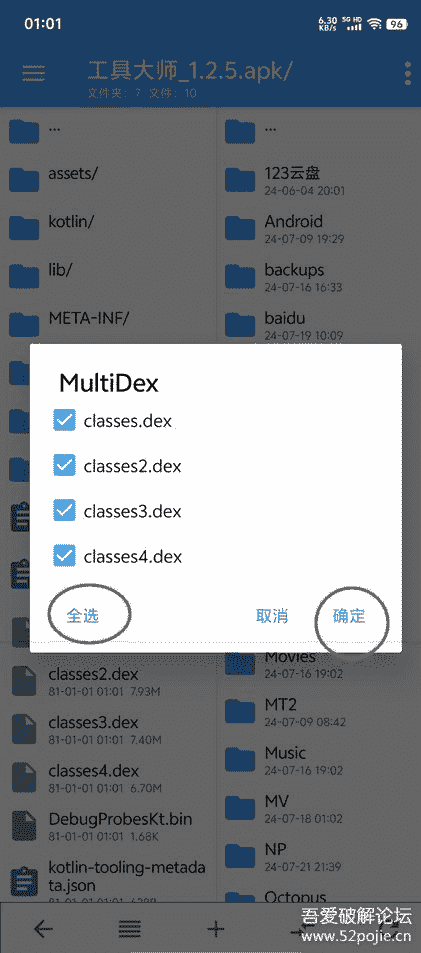 01:01
6.30 KB/s 5G HD 96
工具大师_1.2.5.apk/
文件夹：7 文件：10
...
assets/
kotlin/
lib/
META-INF/
...
123云盘
24-06-04 20:01
Android
24-07-09 19:29
backups
24-07-16 16:33
baidu
24-07-19 10:09
MultiDex
classes.dex
classes2.dex
classes3.dex
classes4.dex
全选
取消
确定
classes2.dex
81-01-01 01:01 7.93M
classes3.dex
81-01-01 01:01 7.40M
classes4.dex
81-01-01 01:01 6.70M
DebugProbesKt.bin
81-01-01 01:01 1.68K
kotlin-tooling-metada
ta.json
81-01-01 01:01
Movies
24-07-16 19:02
MT2
24-07-09 08:42
Music
24-07-16 19:02
MV
24-07-18 01:02
NP
24-07-21 21:39
Octopus
吾爱破解论坛
www.52pojie.cn